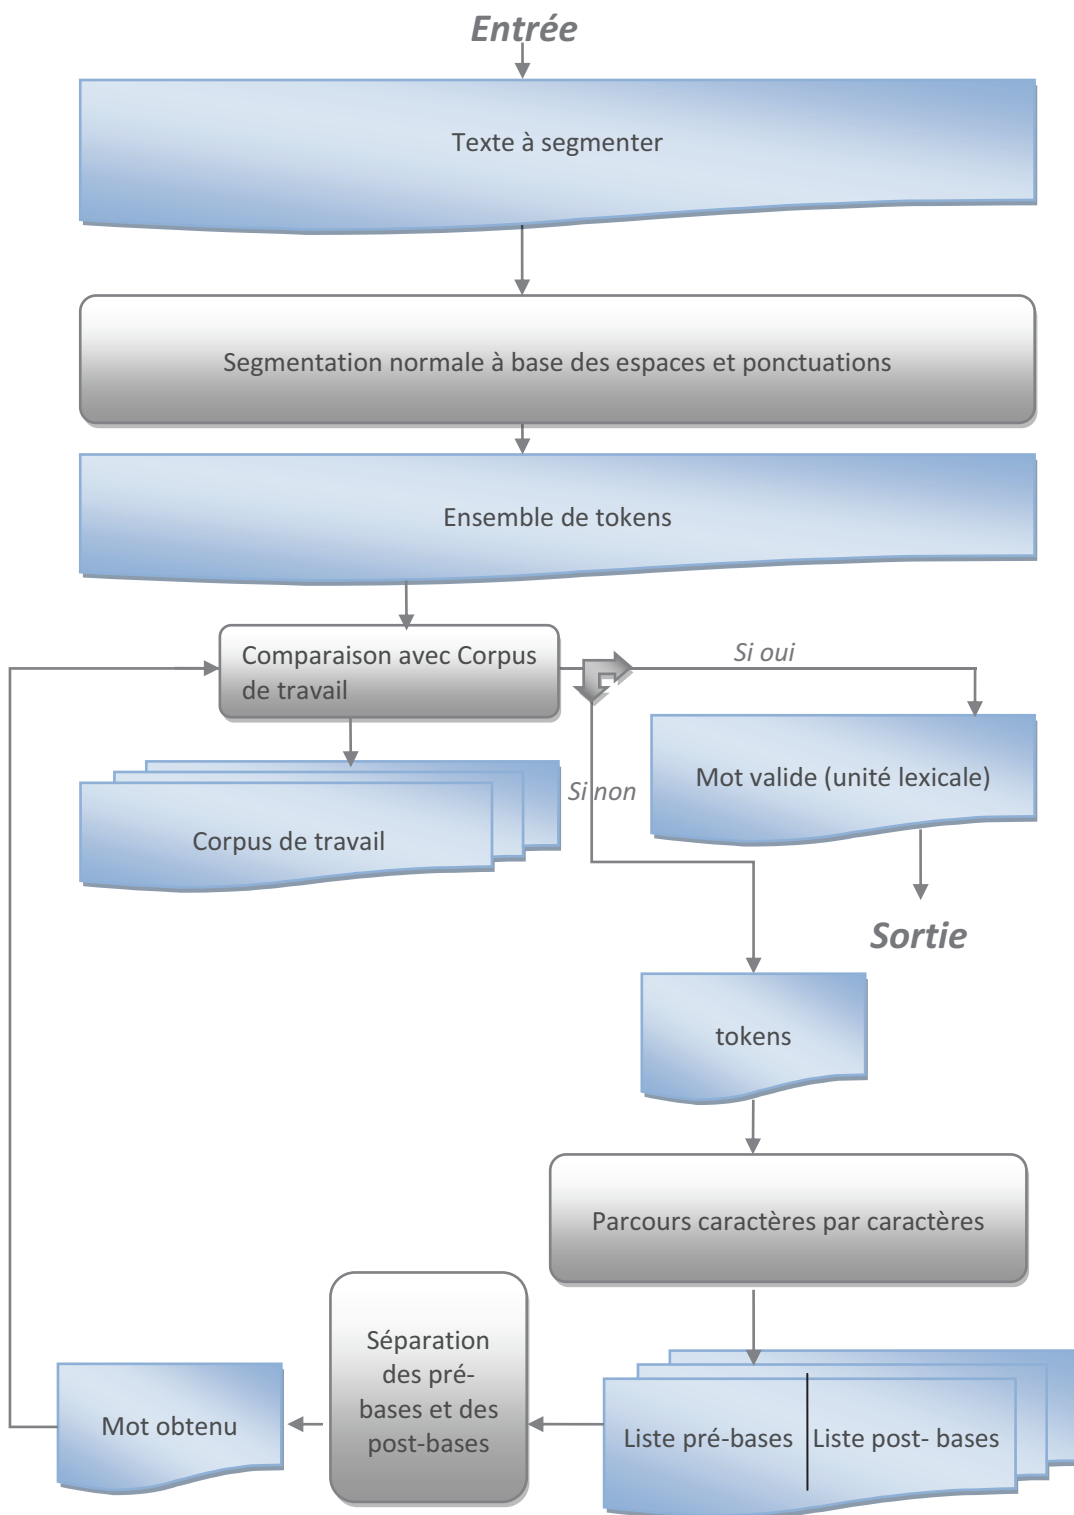 Entrée
Texte à segmenter
Segmentation normale à base des espaces et ponctuations
Ensemble de tokens
Comparaison avec Corpus
de travail
Si oui
Mot valide (unité lexicale)
Si non
Corpus de travail
Sortie
tokens
Parcours caractères par caractères
Séparation
des pré-
bases et des
post-bases
Mot obtenu
Liste pré-bases
Liste post- bases